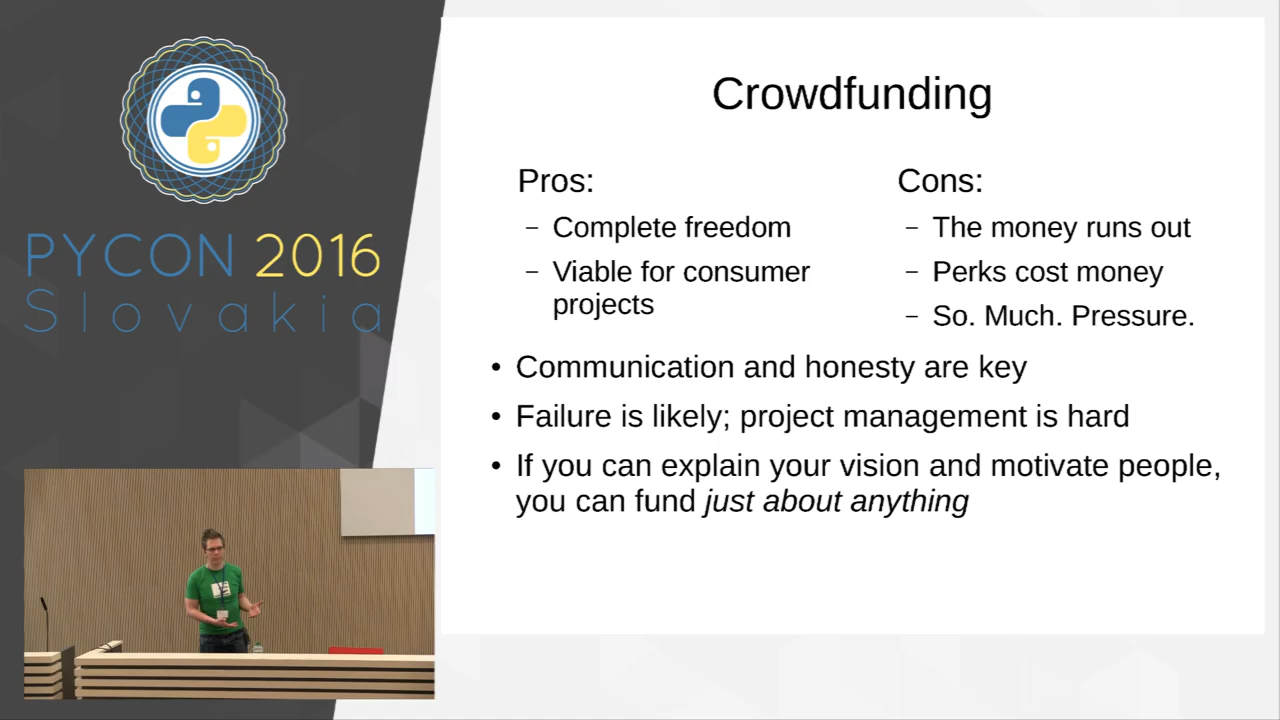 PYCON 2016
Slovakia
Crowdfunding
Pros:
– Complete freedom
– Viable for consumer
projects
Cons:
– The money runs out
– Perks cost money
– So. Much. Pressure.
• Communication and honesty are key
• Failure is likely; project management is hard
• If you can explain your vision and motivate people,
you can fund just about anything